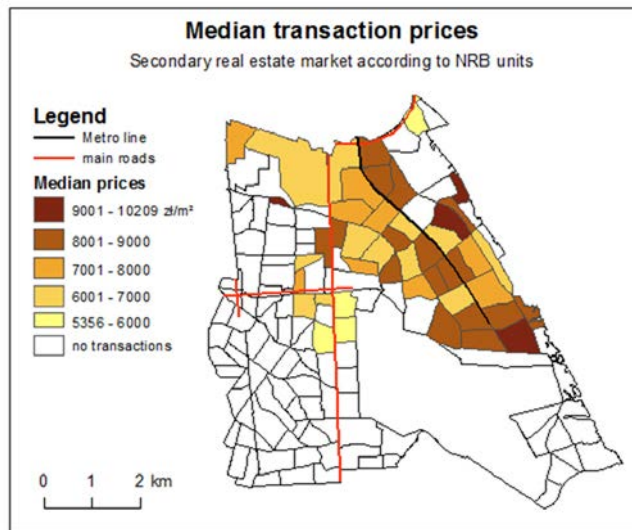 Median transaction prices
Secondary real estate market according to NRB units
Legend
Metro line
main roads
Median prices
9001 - 10209 zł/m²
8001 - 9000
7001 - 8000
6001 - 7000
5356 - 6000
no transactions
0 1 2 km